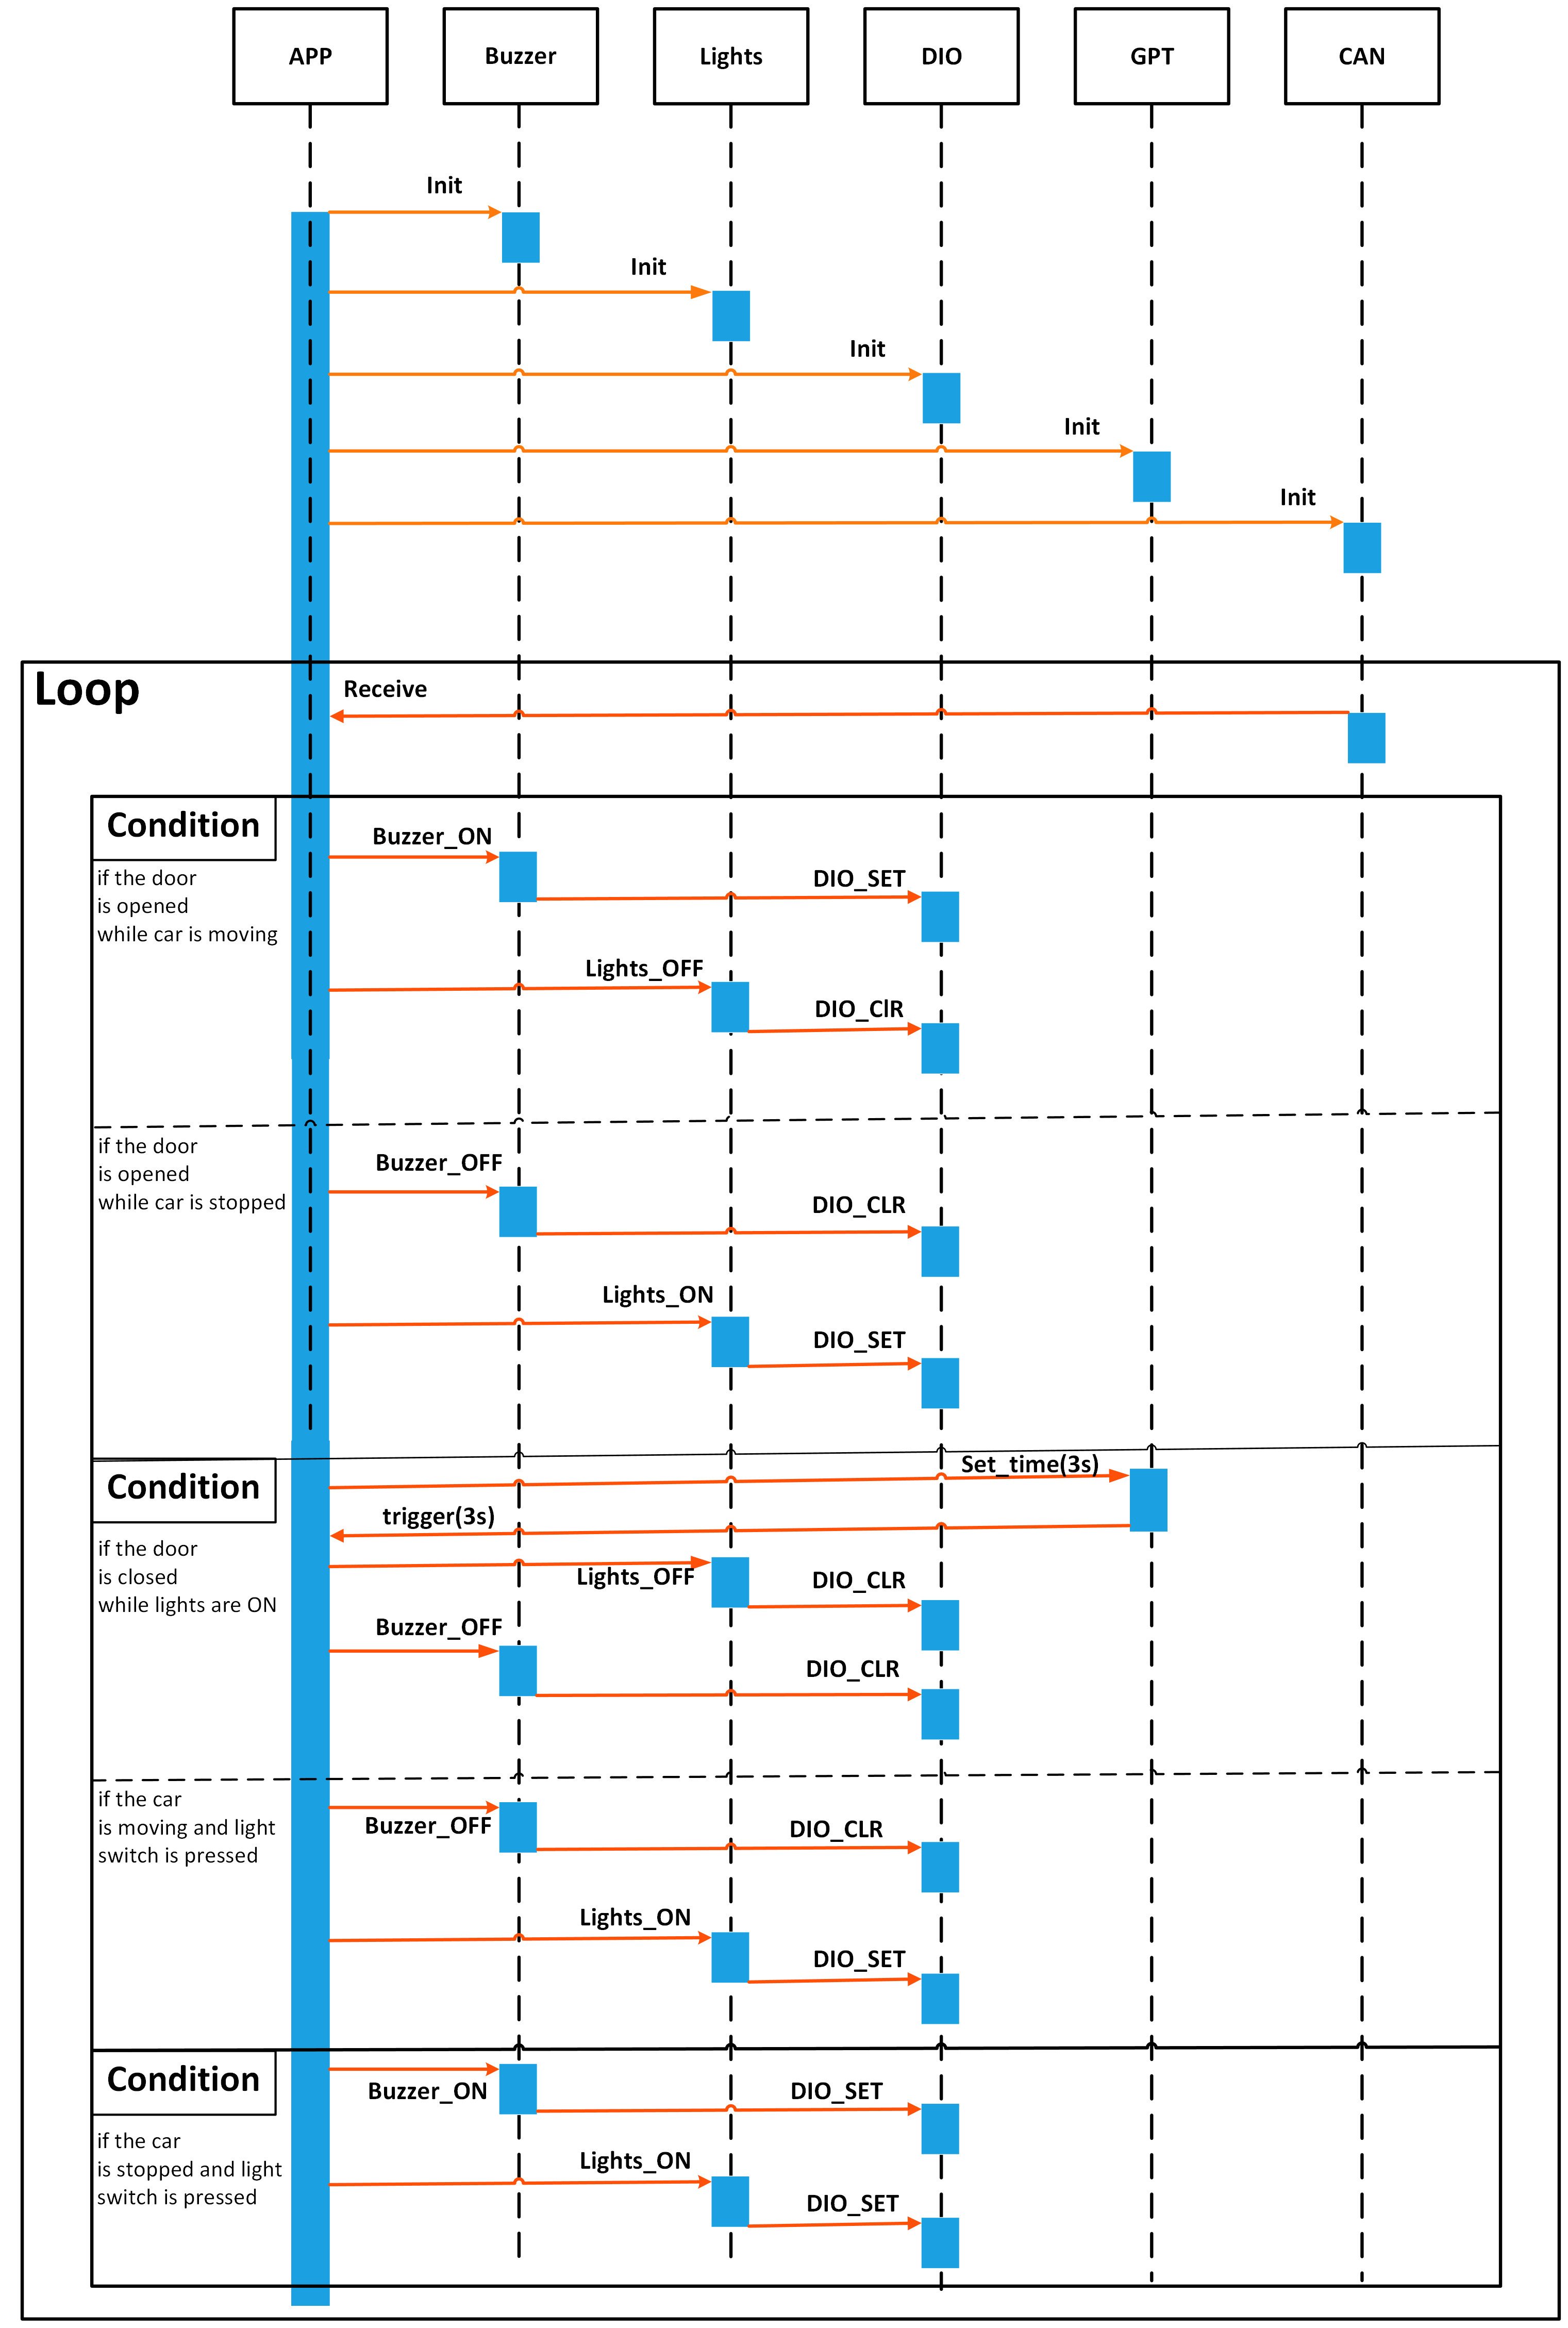 APP
Buzzer
Lights
DIO
GPT
CAN
Init
Init
Init
Init
Init
Loop
Receive
Condition
if the door
is opened
while car is moving
Buzzer_ON
DIO_SET
Lights_OFF
DIO_ClR
if the door
is opened
while car is stopped
Buzzer_OFF
DIO_CLR
Lights_ON
DIO_SET
Condition
if the door
is closed
while lights are ON
Set_time(3s)
trigger(3s)
Lights_OFF
DIO_CLR
Buzzer_OFF
DIO_CLR
if the car
is moving and light
switch is pressed
Buzzer_OFF
DIO_CLR
Lights_ON
DIO_SET
Condition
if the car
is stopped and light
switch is pressed
Buzzer_ON
DIO_SET
Lights_ON
DIO_SET